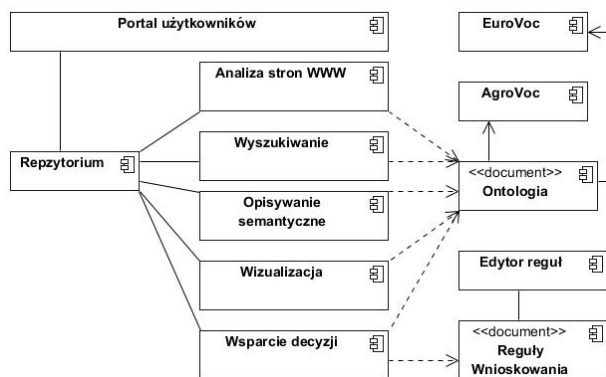 Portal użytkowników
EuroVoc
Analiza stron WWW
AgroVoc
Wyszukiwanie
Repzytorium
<<document>>
Ontologia
Opisywanie
semantyczne
Wizualizacja
Edytor reguł
Wsparcie decyzji
<<document>>
Reguły
Wnioskowania